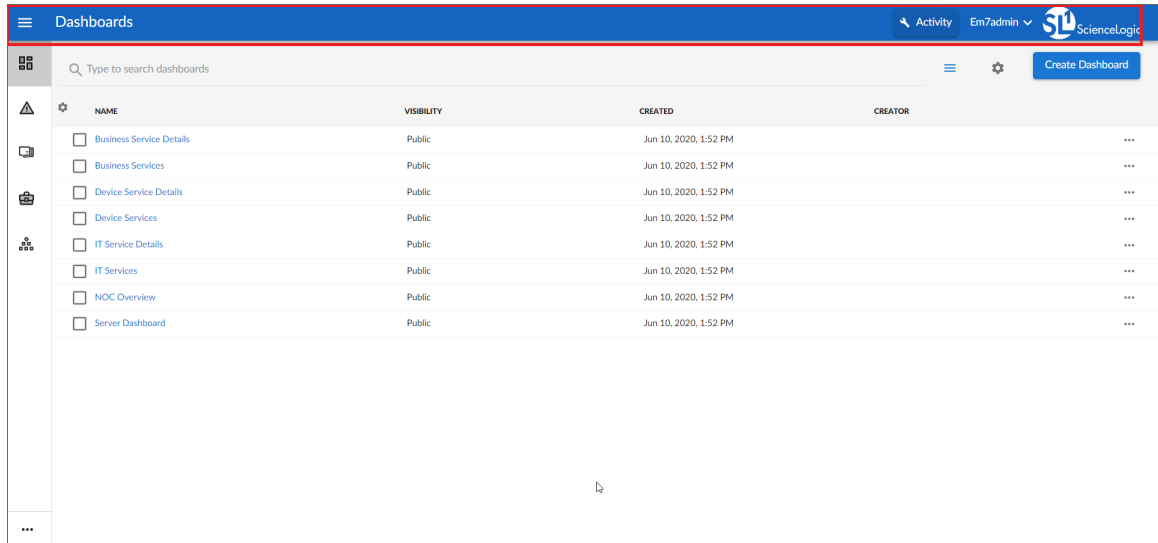 Dashboards Activity Em7admin SL1 ScienceLogic
Type to search dashboards Create Dashboard
NAME VISIBILITY CREATED CREATOR
Business Service Details Public Jun 10, 2020, 1:52 PM
Business Services Public Jun 10, 2020, 1:52 PM
Device Service Details Public Jun 10, 2020, 1:52 PM
Device Services Public Jun 10, 2020, 1:52 PM
IT Service Details Public Jun 10, 2020, 1:52 PM
IT Services Public Jun 10, 2020, 1:52 PM
NOC Overview Public Jun 10, 2020, 1:52 PM
Server Dashboard Public Jun 10, 2020, 1:52 PM